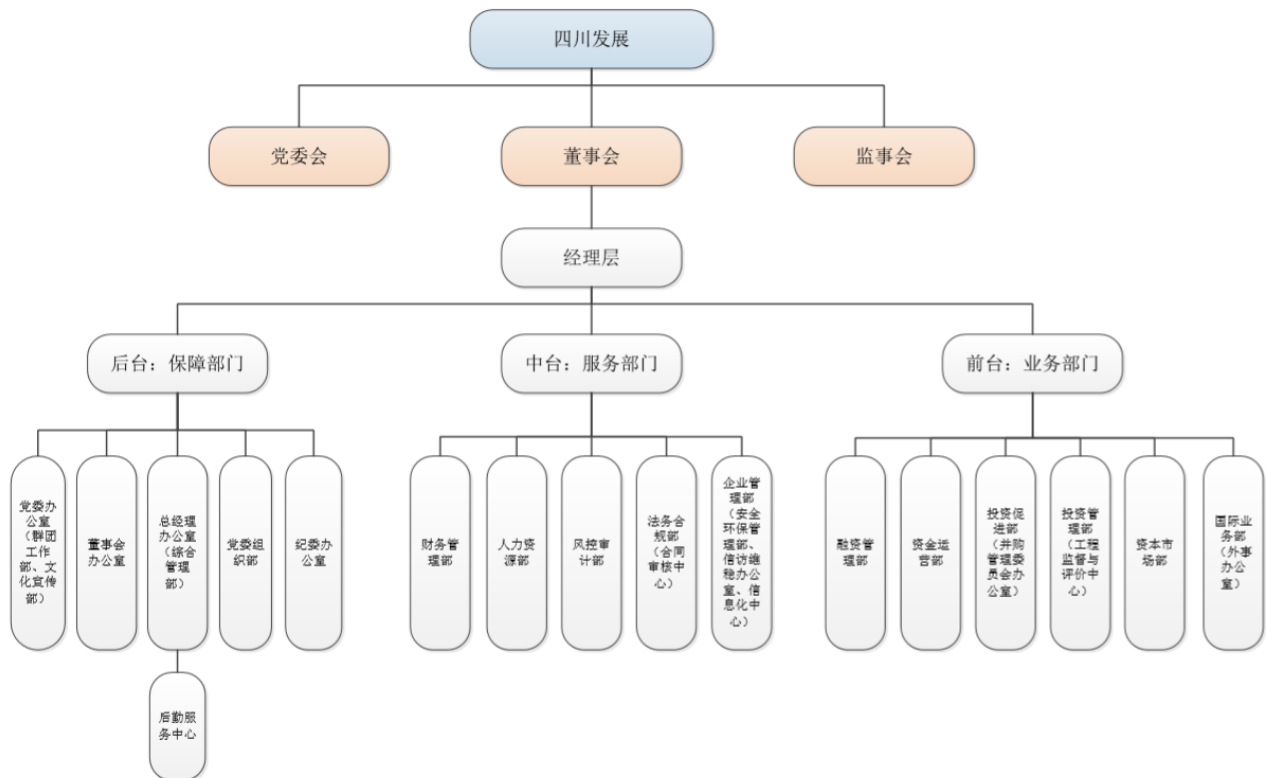 四川发展
党委会
董事会
监事会
经理层
后台：保障部门
中台：服务部门
前台：业务部门
党委办
公室
（群团
工作
部、文
化宣传
部）
董事会
办公室
总经理
办公室
（综合
管理
部）
党委组
织部
纪委办
公室
财务管
理部
人力资
源部
风控审
计部
法务合
规部
（合同
审核中
心）
企业管
理部
（安全
环保管
理部、
信访维
稳办公
室、信
息化中
心）
融资管
理部
资金运
营部
投资促
进部
（并购
管理委
员会办
公室）
投资管
理部
（工程
监督与
评价中
心）
资本市
场部
国际业
务部
（外事
办公
室）
后勤服
务中心